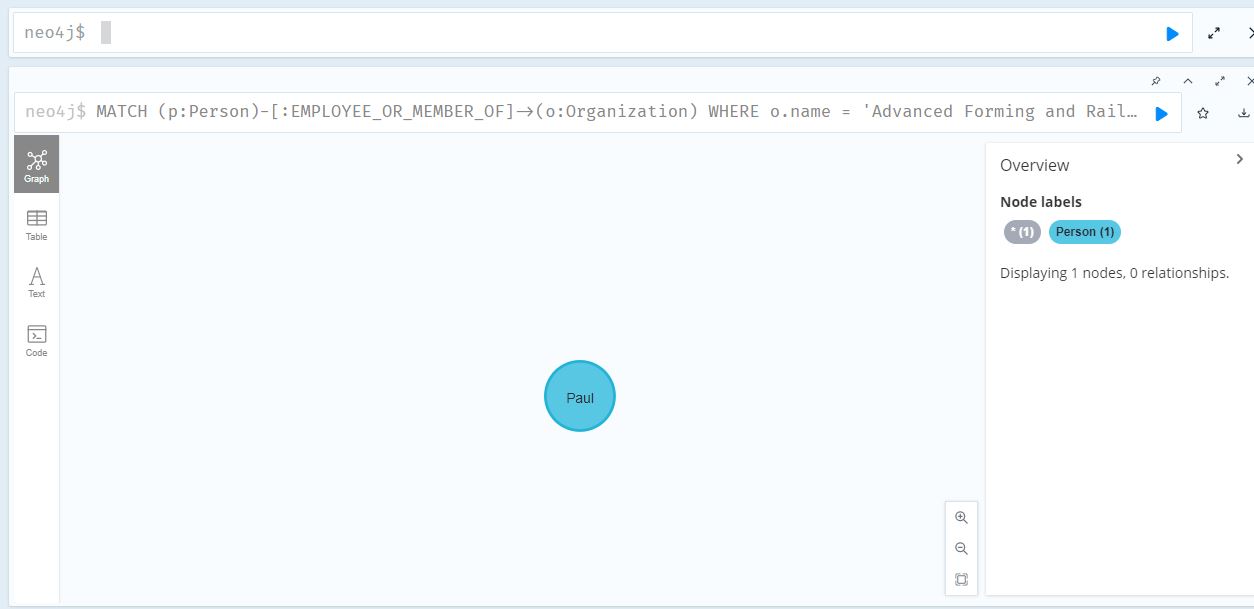 neo4j$
neo4j$ MATCH (p:Person)-[:EMPLOYEE_OR_MEMBER_OF]->(o:Organization) WHERE o.name = 'Advanced Forming and Rail…
Graph
Table
Text
Code
Paul
Overview
Node labels
* (1) Person (1)
Displaying 1 nodes, 0 relationships.